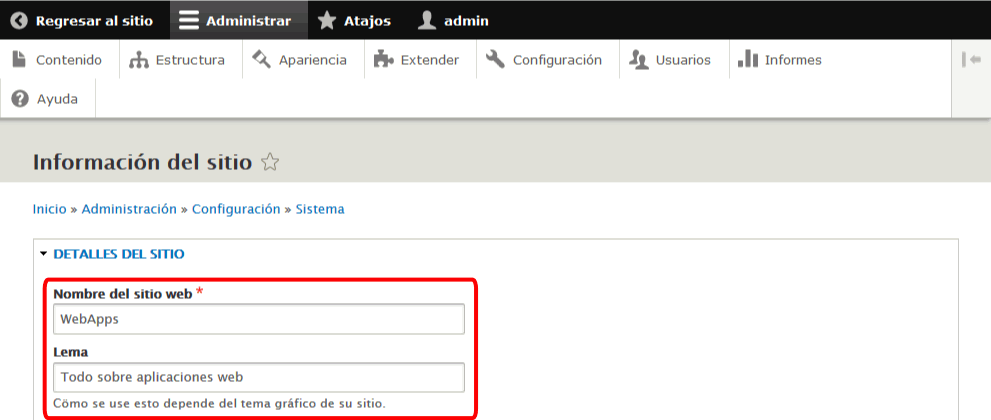 Regresar al sitio Administrar Atajos admin
Contenido Estructura Apariencia Extender Configuración Usuarios Informes
Ayuda
Información del sitio
Inicio » Administración » Configuración » Sistema
DETALLES DEL SITIO
Nombre del sitio web *
WebApps
Lema
Todo sobre aplicaciones web
Cömo se use esto depende del tema gráfico de su sitio.